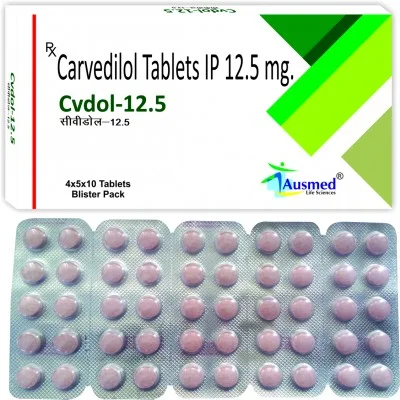 Rx Carvedilol Tablets IP 12.5 mg.
Cvdol-12.5
सीवीडोल–12.5
4x5x10 Tablets
Blister Pack
Ausmed®
Life Sciences
Cvdol-12.5